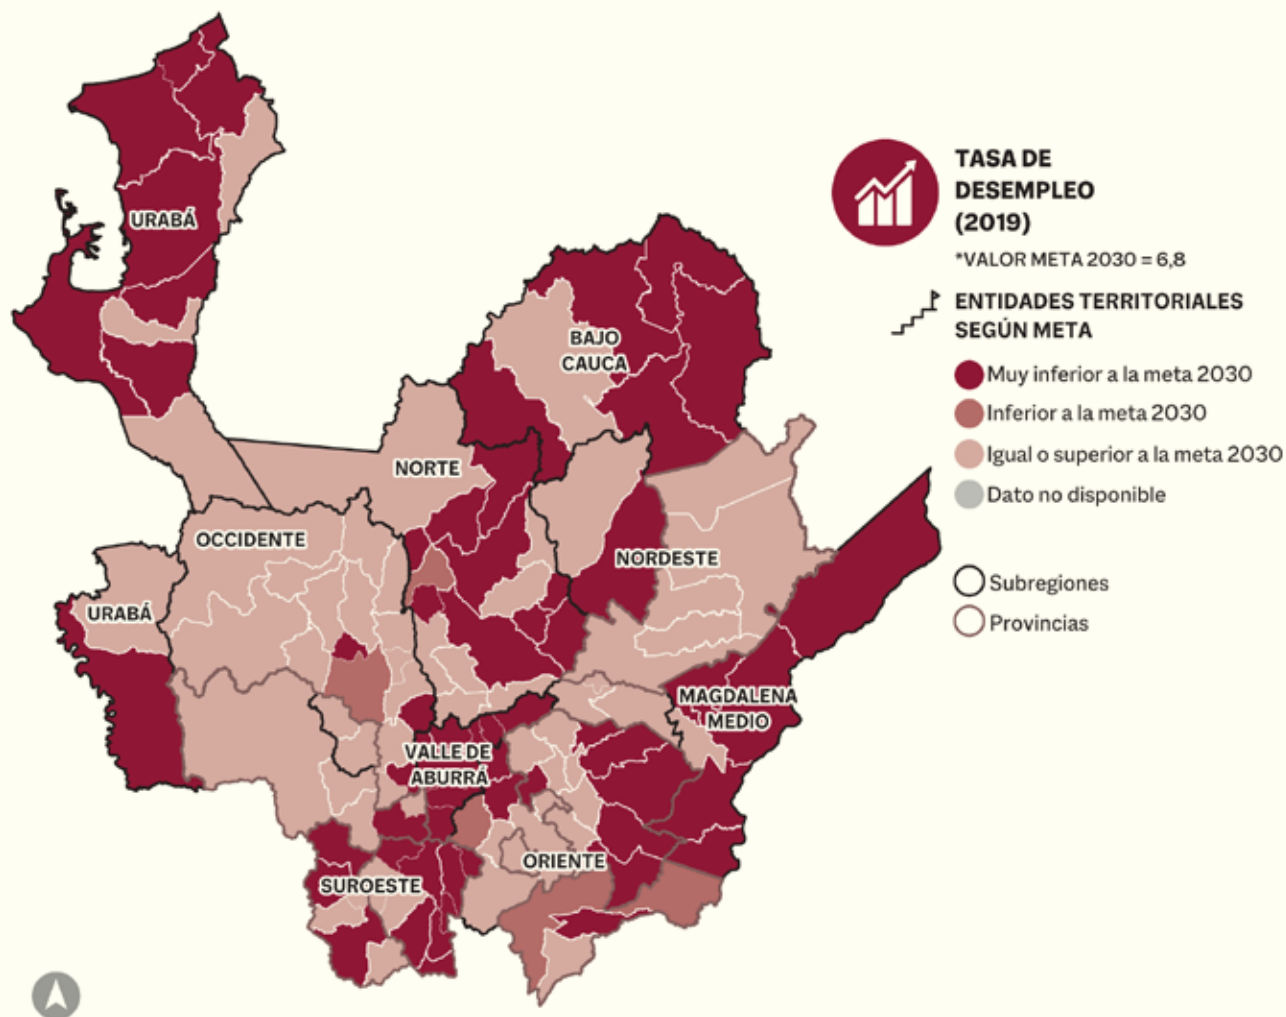 TASA DE
DESEMPLEO
(2019)
*VALOR META 2030 = 6,8
ENTIDADES TERRITORIALES
SEGÚN META
Muy inferior a la meta 2030
Inferior a la meta 2030
Igual o superior a la meta 2030
Dato no disponible
Subregiones
Provincias
URABÁ
BAJO
CAUCA
NORTE
OCCIDENTE
NORDESTE
URABÁ
MAGDALENA
MEDIO
VALLE DE
ABURRÁ
ORIENTE
SUROESTE